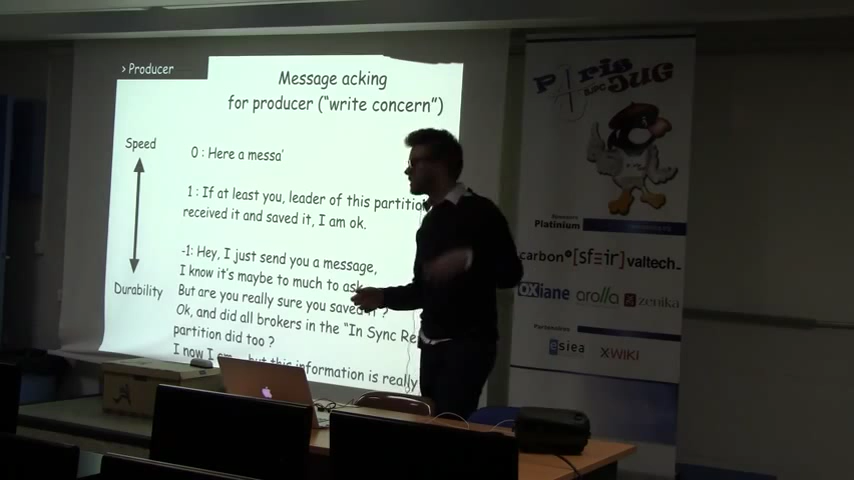 > Producer
Message acking
for producer ("write concern")
Speed
0 : Here a messa'
1 : If at least you, leader of this partitio
received it and saved it, I am ok.
-1: Hey, I just send you a message,
I know it's maybe to much to ask
But are you really sure you saved it ?
Ok, and did all brokers in the "In Sync Re
partition did too ?
I now I but this information is really
Durability
Paris
JUG
Platinium
carbon
[sfeir]
valtech_
OXiane
arolla
zenika
Partenaires
esiea
XWIKI